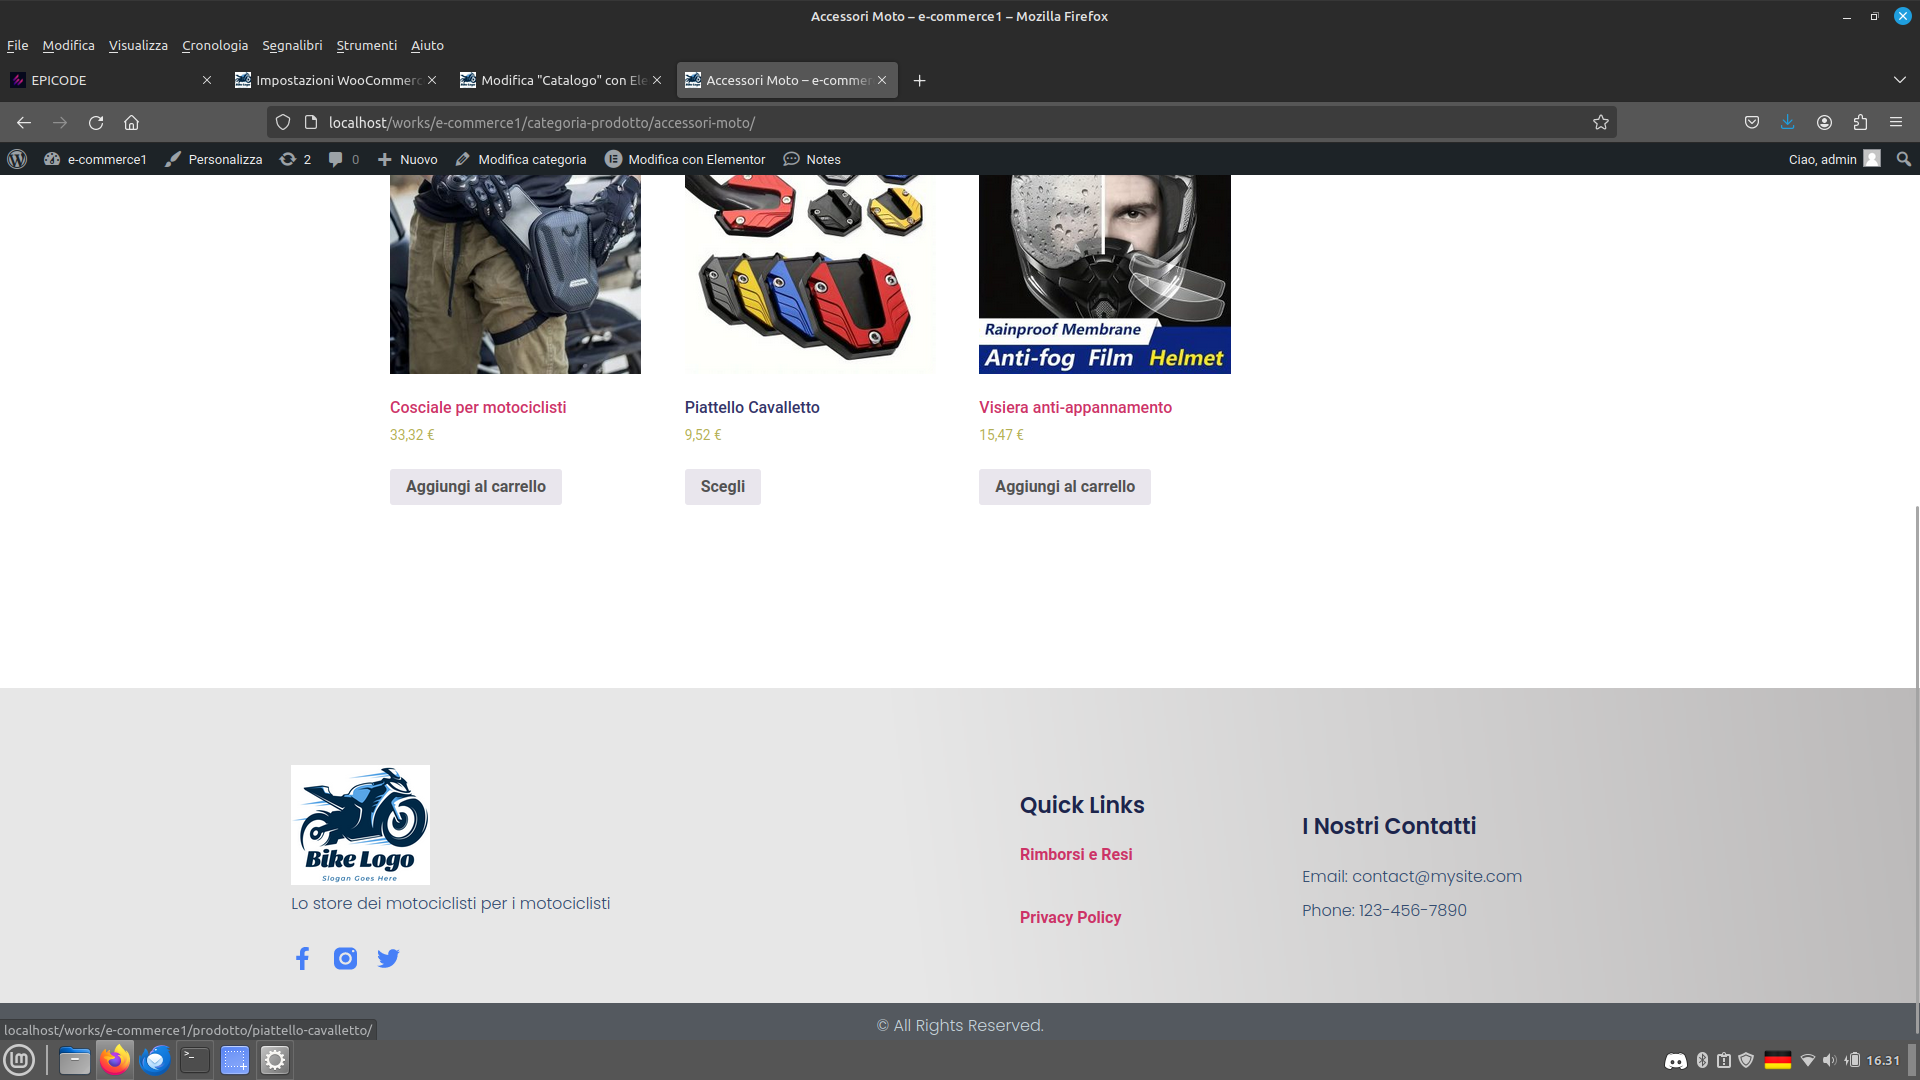 Accessori Moto – e-commerce1 – Mozilla Firefox
File Modifica Visualizza Cronologia Segnalibri Strumenti Aiuto
EPICODE
Impostazioni WooCommerc
Modifica "Catalogo" con Ele
Accessori Moto – e-commer
localhost/works/e-commerce1/categoria-prodotto/accessori-moto/
e-commerce1 Personalizza 2 0 Nuovo Modifica categoria Modifica con Elementor Notes Ciao, admin
Rainproof Membrane
Anti-fog Film Helmet
Cosciale per motociclisti
33,32 €
Aggiungi al carrello
Piattello Cavalletto
9,52 €
Scegli
Visiera anti-appannamento
15,47 €
Aggiungi al carrello
Bike Logo
Slogan Goes Here
Lo store dei motociclisti per i motociclisti
Quick Links
Rimborsi e Resi
Privacy Policy
I Nostri Contatti
Email: contact@mysite.com
Phone: 123-456-7890
© All Rights Reserved.
localhost/works/e-commerce1/prodotto/piattello-cavalletto/
16.31